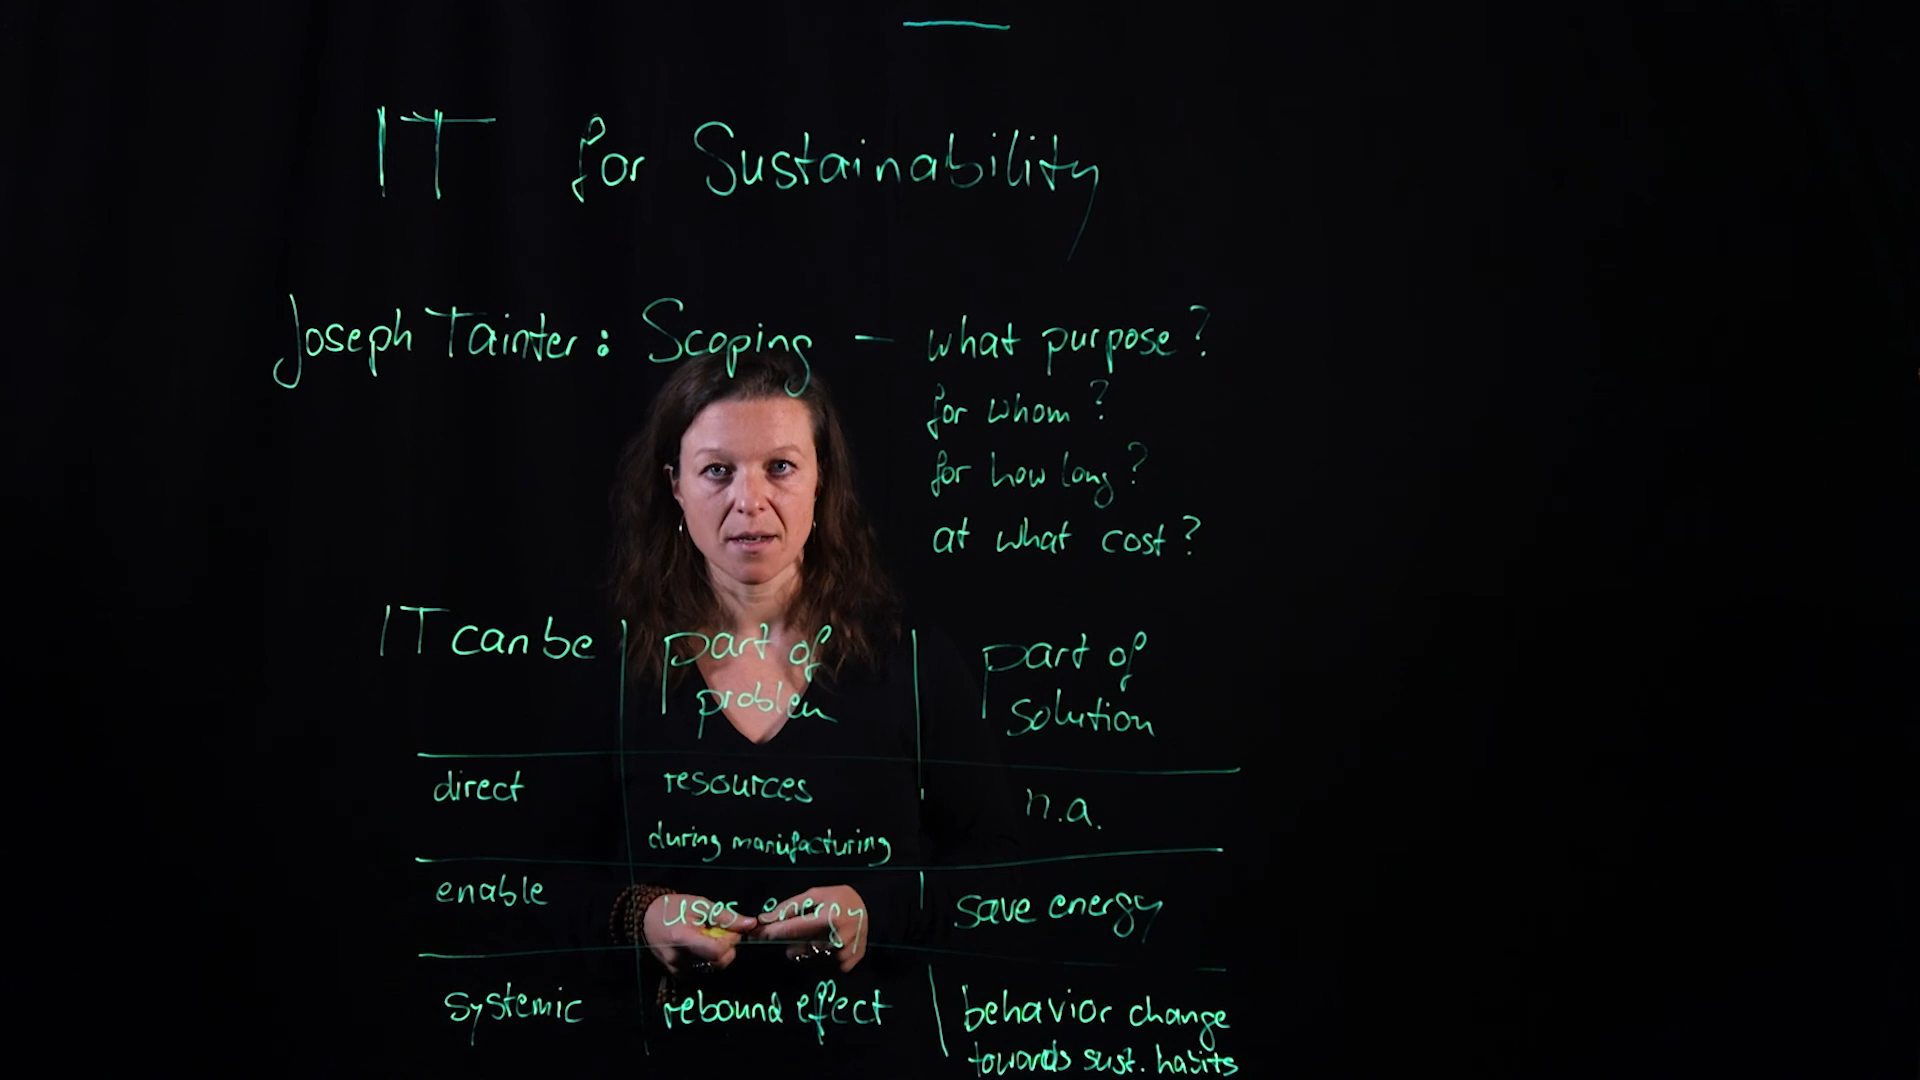 IT for Sustainability
Joseph Tainter: Scoping – what purpose?
for whom?
for how long?
at what cost?
IT can be
part of
problem
part of
solution
direct
resources
during manufacturing
n.a.
enable
uses energy
save energy
systemic
rebound effect
behavior change
towards sust. habits